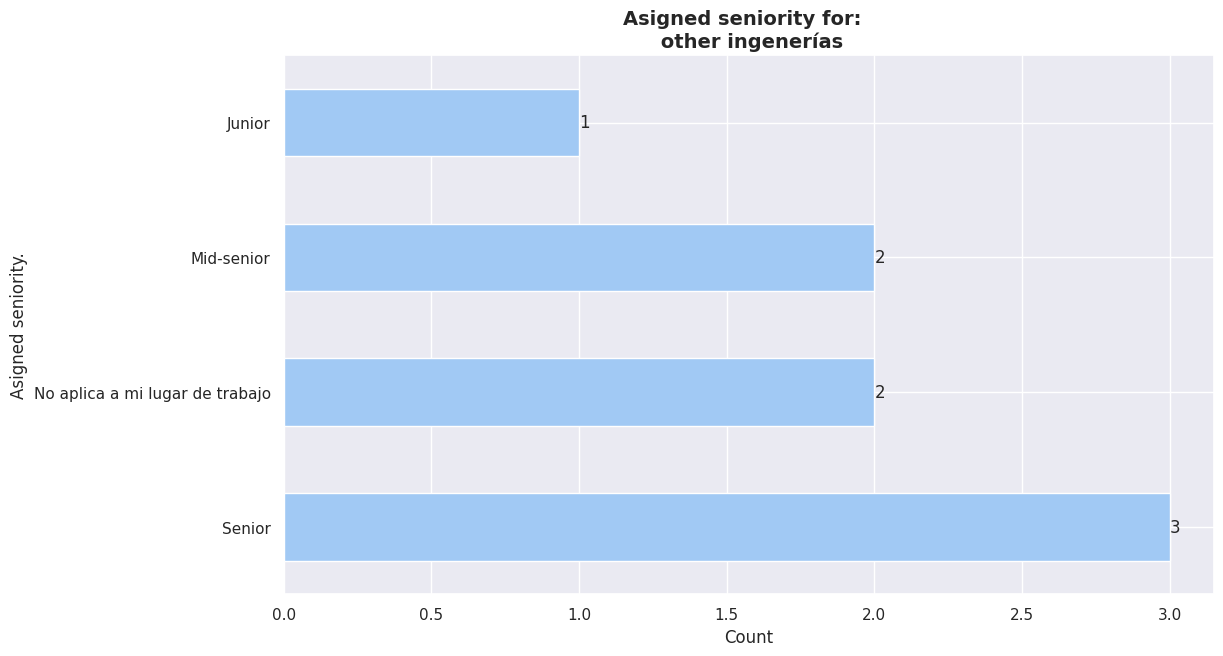 Asigned seniority for:
other ingenerías
Asigned seniority.
Junior
1
Mid-senior
2
No aplica a mi lugar de trabajo
2
Senior
3
0.0 0.5 1.0 1.5 2.0 2.5 3.0
Count